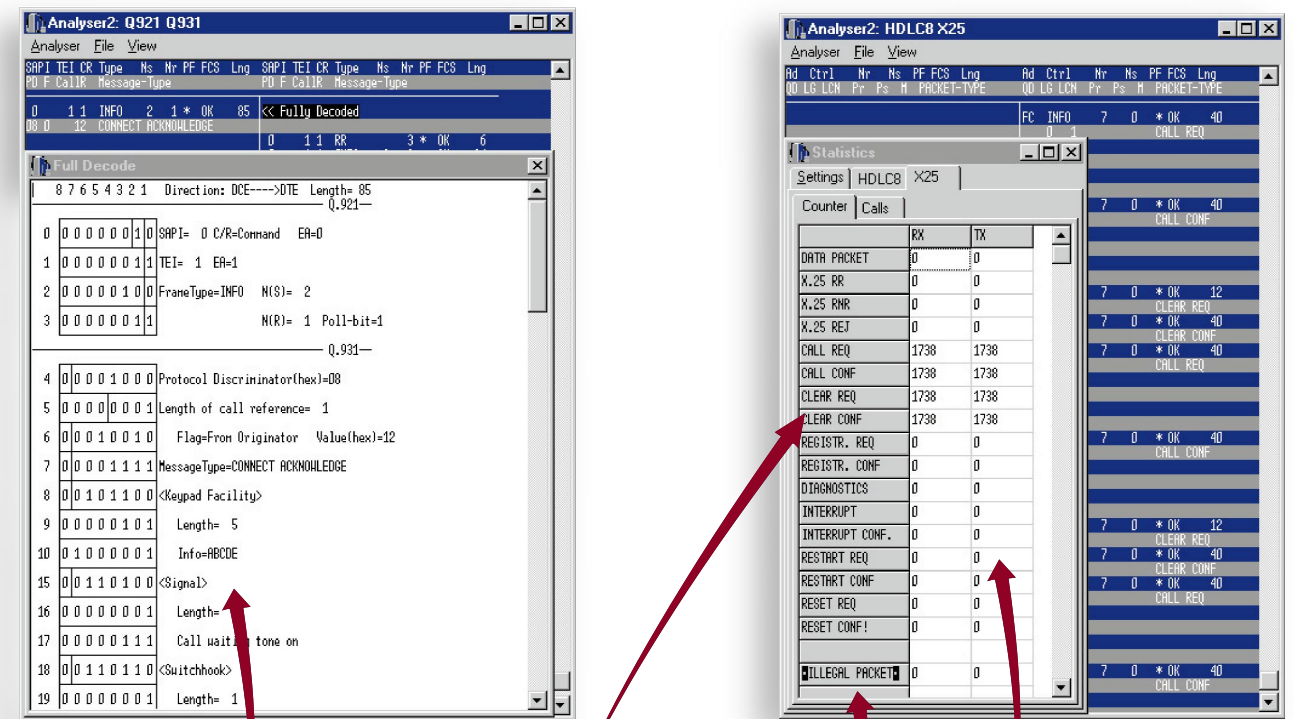 Analyser2: Q921 Q931
Analyser File View
SAPI TEI CR Type Ns Nr PF FCS Lng SAPI TEI CR Type Ns Nr PF FCS Lng
PD F CallR Message-Type PD F CallR Message-Type
0 1 1 INFO 2 1 * OK 85 << Fully Decoded
08 0 12 CONNECT ACKNOWLEDGE
0 1 1 RR 3 * OK 6
Full Decode
8 7 6 5 4 3 2 1 Direction: DCE---->DTE Length= 85
Q.921
0 0 0 0 0 0 0 1 0 SAPI= 0 C/R=Command EA=0
1 0 0 0 0 0 0 1 1 TEI= 1 EA=1
2 0 0 0 0 0 1 0 0 FrameType=INFO N(S)= 2
3 0 0 0 0 0 0 1 1 N(R)= 1 Poll-bit=1
Q.931
4 0 0 0 0 1 0 0 0 Protocol Discriminator(hex)=08
5 0 0 0 0 0 0 0 1 Length of call reference= 1
6 0 0 0 1 0 0 1 0 Flag=From Originator Value(hex)=12
7 0 0 0 0 1 1 1 1 MessageType=CONNECT ACKNOWLEDGE
8 0 0 1 0 1 1 0 0 <Keypad Facility>
9 0 0 0 0 0 1 0 1 Length= 5
10 0 1 0 0 0 0 0 1 Info=ABCDE
15 0 0 1 1 0 1 0 0 <Signal>
16 0 0 0 0 0 0 0 1 Length=
17 0 0 0 0 0 1 1 1 Call waiting tone on
18 0 0 1 1 0 1 1 0 <Switchhook>
19 0 0 0 0 0 0 0 1 Length= 1
Analyser2: HDLC8 X25
Analyser File View
Ad Ctrl Nr Ns PF FCS Lng Ad Ctrl Nr Ns PF FCS Lng
QD LG LCN Pr Ps M PACKET-TYPE QD LG LCN Pr Ps M PACKET-TYPE
FC INFO 7 0 * OK 40
0 1 CALL REQ
Statistics
Settings HDLC8 X25
Counter Calls
RX TX
DATA PACKET 0 0
X.25 RR 0 0
X.25 RNR 0 0
X.25 REJ 0 0
CALL REQ 1738 1738
CALL CONF 1738 1738
CLEAR REQ 1738 1738
CLEAR CONF 1738 1738
REGISTR. REQ 0 0
REGISTR. CONF 0 0
DIAGNOSTICS 0 0
INTERRUPT 0 0
INTERRUPT CONF. 0 0
RESTART REQ 0 0
RESTART CONF 0 0
RESET REQ 0 0
RESET CONF! 0 0
ILLEGAL PACKET 0 0
7 0 * OK 40
CALL CONF
7 0 * OK 12
CLEAR REQ
7 0 * OK 40
CLEAR CONF
7 0 * OK 40
CALL REQ
7 0 * OK 40
CALL CONF
7 0 * OK 12
CLEAR REQ
7 0 * OK 40
CLEAR CONF
7 0 * OK 40
CALL REQ
7 0 * OK 40
CALL CONF